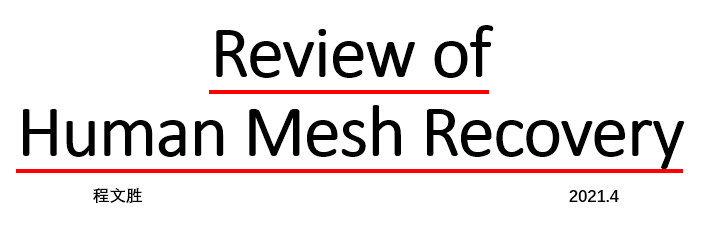 Review of
Human Mesh Recovery
程文胜 2021.4